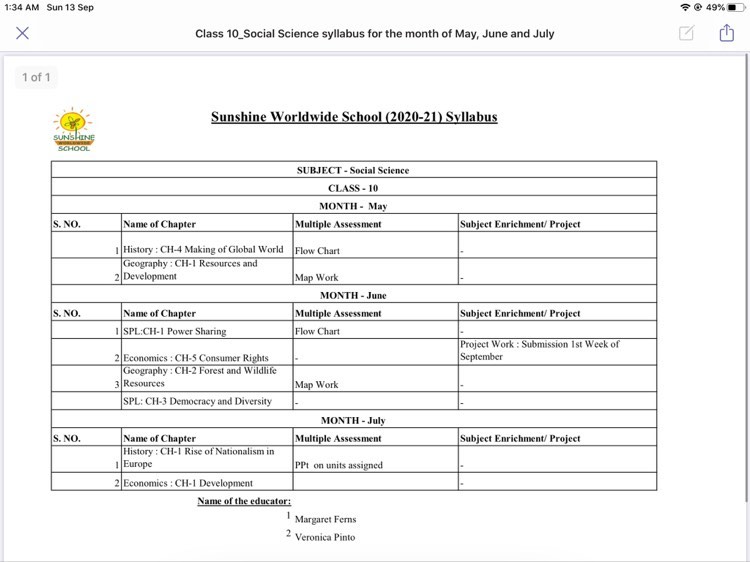 1:34 AM Sun 13 Sep
49%
Class 10_Social Science syllabus for the month of May, June and July
1 of 1
SUNSHINE
WORLDWIDE
SCHOOL
Sunshine Worldwide School (2020-21) Syllabus
SUBJECT - Social Science
CLASS - 10
MONTH - May
S. NO. Name of Chapter Multiple Assessment Subject Enrichment/ Project
1 History : CH-4 Making of Global World Flow Chart -
Geography : CH-1 Resources and
2 Development Map Work -
MONTH - June
S. NO. Name of Chapter Multiple Assessment Subject Enrichment/ Project
1 SPL:CH-1 Power Sharing Flow Chart -
Project Work : Submission 1st Week of
2 Economics : CH-5 Consumer Rights - September
Geography : CH-2 Forest and Wildlife
3 Resources Map Work -
SPL: CH-3 Democracy and Diversity - -
MONTH - July
S. NO. Name of Chapter Multiple Assessment Subject Enrichment/ Project
History : CH-1 Rise of Nationalism in
1 Europe PPt on units assigned -
2 Economics : CH-1 Development -
Name of the educator:
1 Margaret Ferns
2 Veronica Pinto